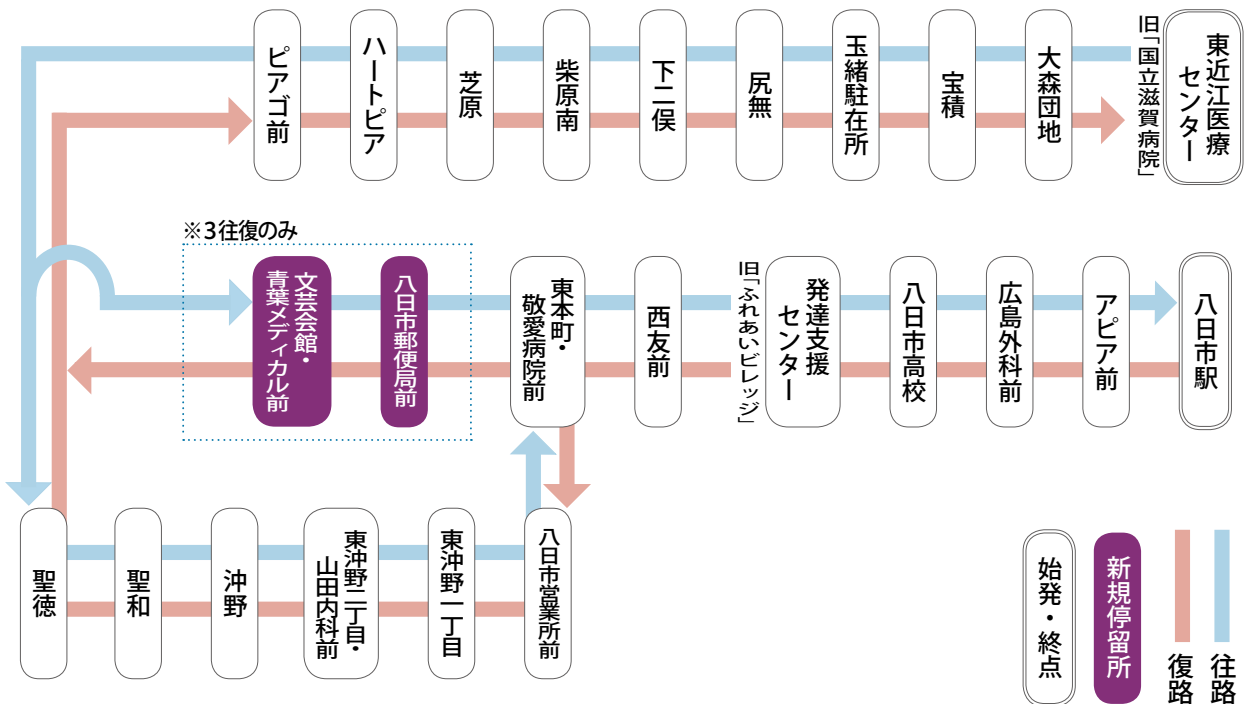 ピアゴ前
ハートピア
芝原
柴原南
下二俣
尻無
玉緒駐在所
宝積
大森団地
旧「国立滋賀病院」
東近江医療
センター
※3往復のみ
文芸会館・
青葉メディカル前
八日市郵便局前
東本町・
敬愛病院前
西友前
旧「ふれあいビレッジ」
発達支援
センター
八日市高校
広島外科前
アピア前
八日市駅
聖徳
聖和
沖野
東沖野二丁目・
山田内科前
東沖野一丁目
八日市営業所前
始発・終点
新規停留所
復路
往路